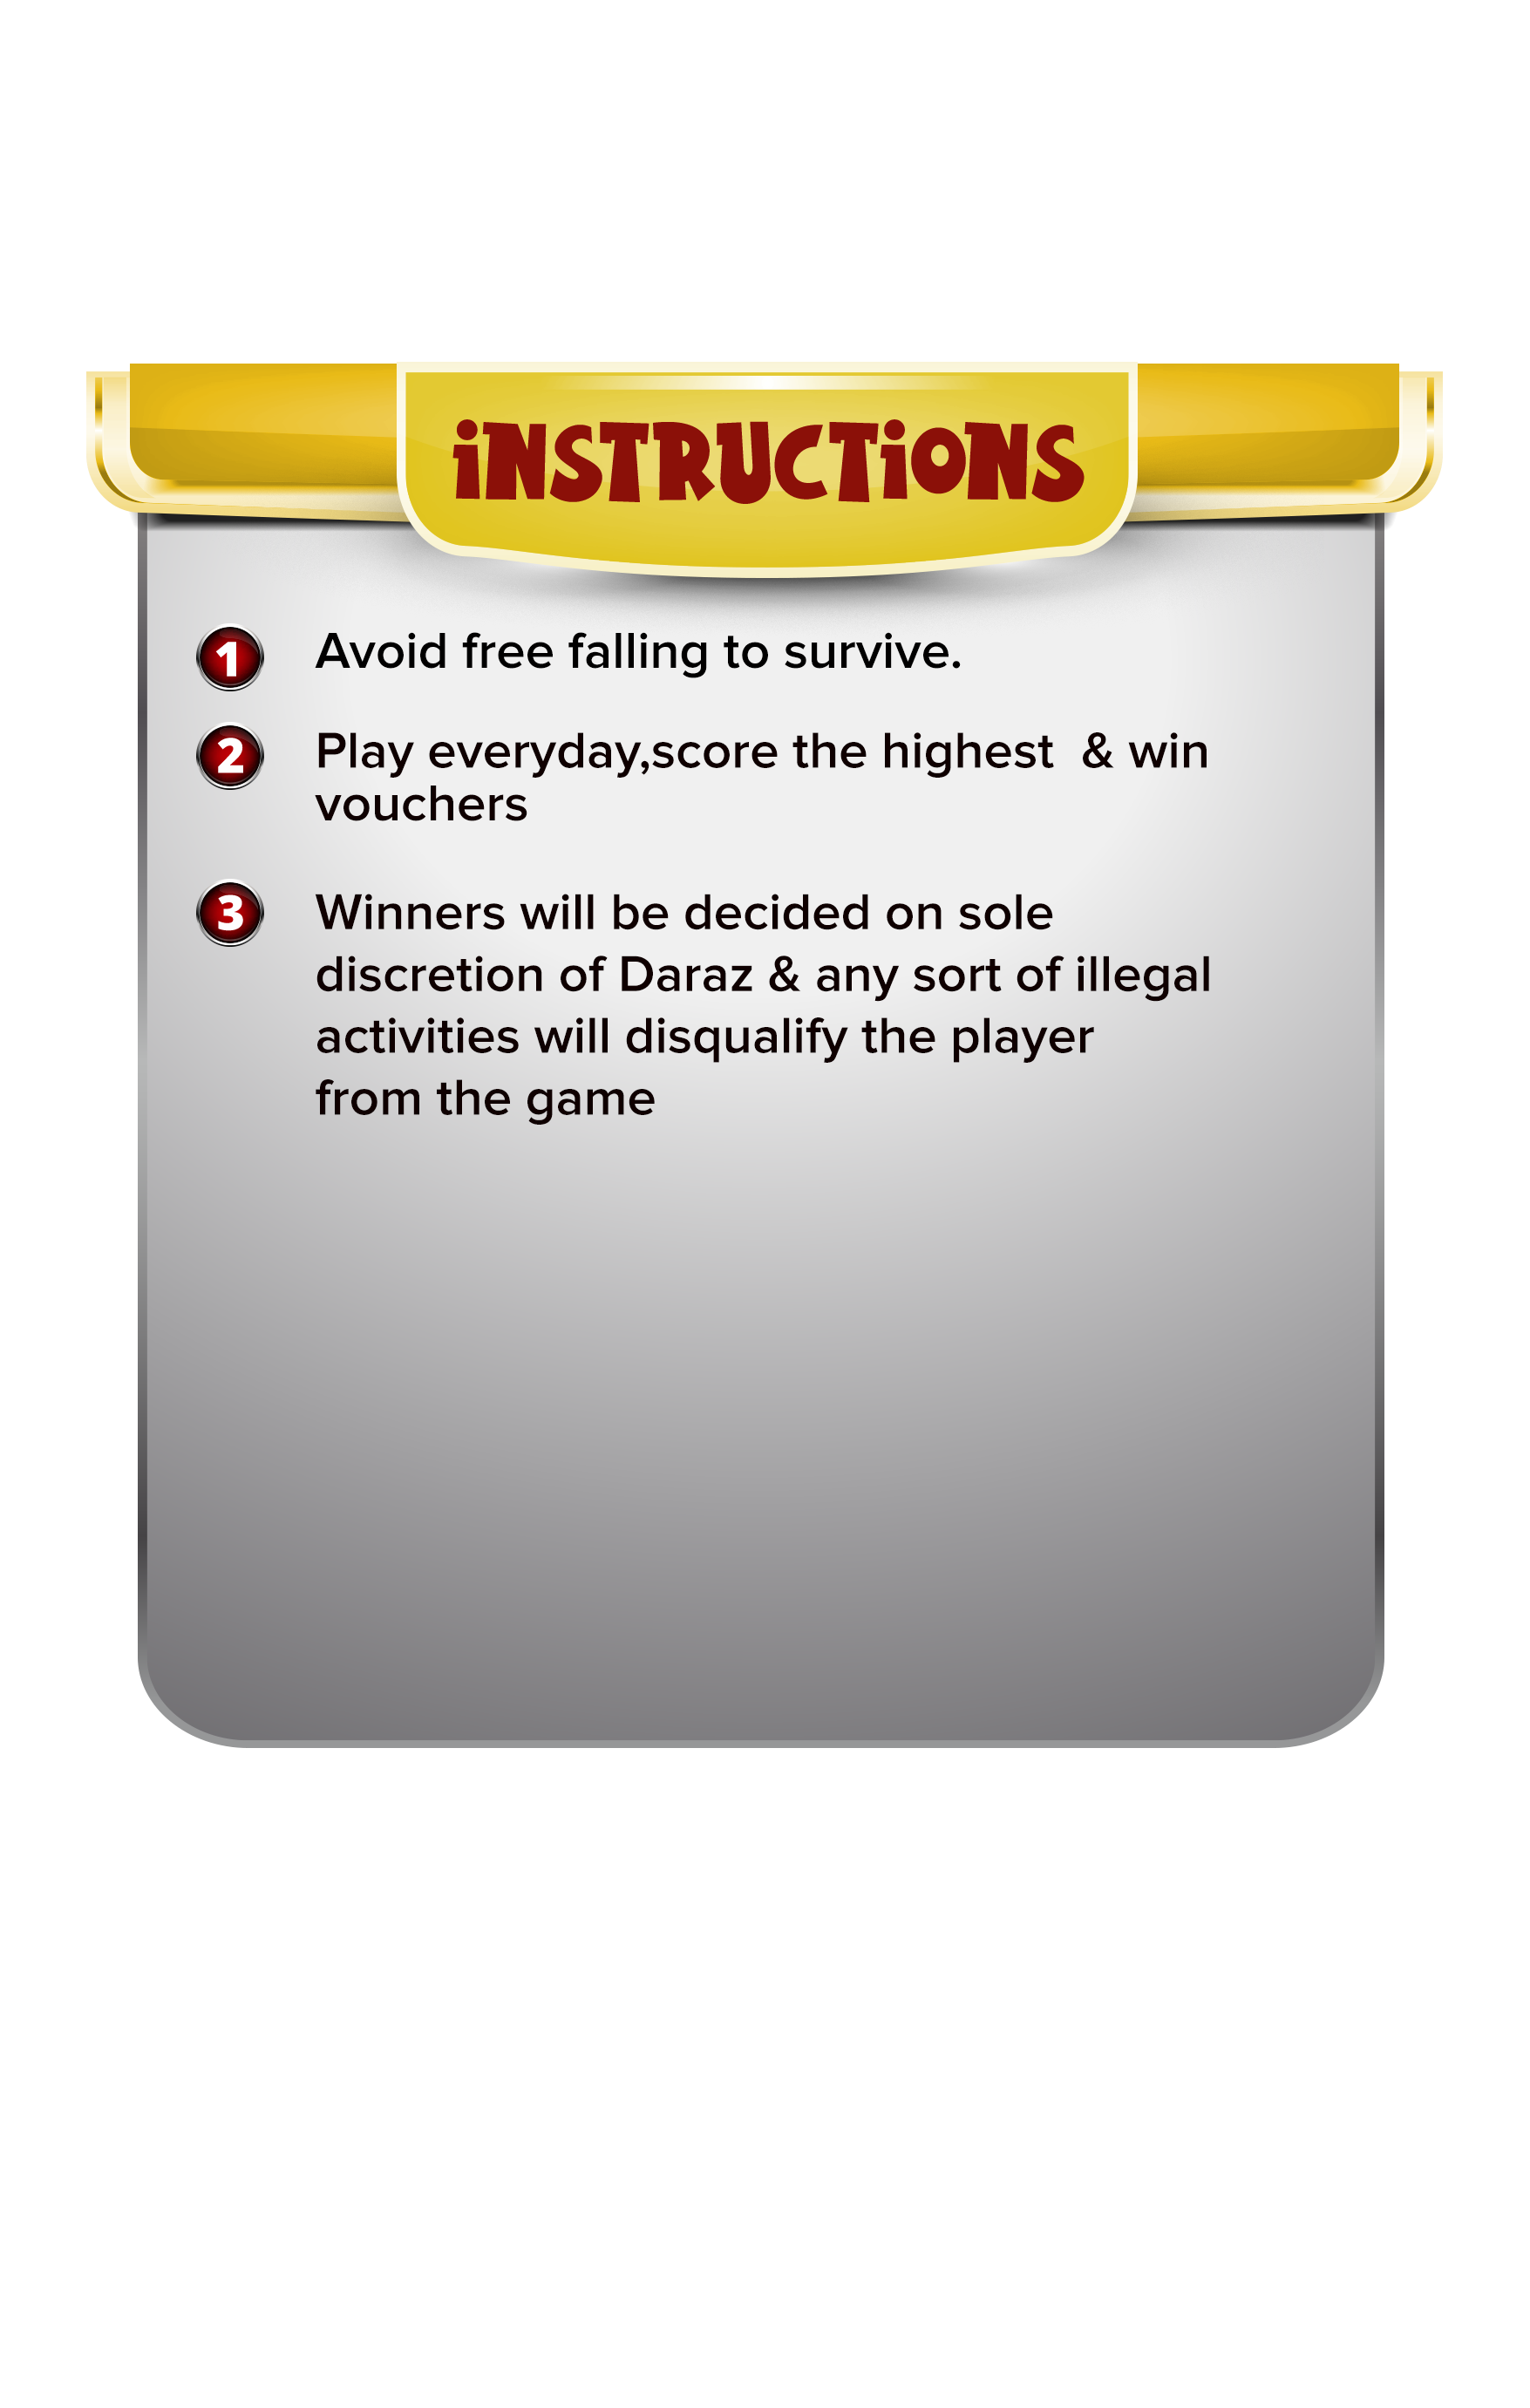 iNSTRUCTiONS
1 Avoid free falling to survive.
2 Play everyday,score the highest  & win
vouchers
3 Winners will be decided on sole
discretion of Daraz & any sort of illegal
activities will disqualify the player
from the game